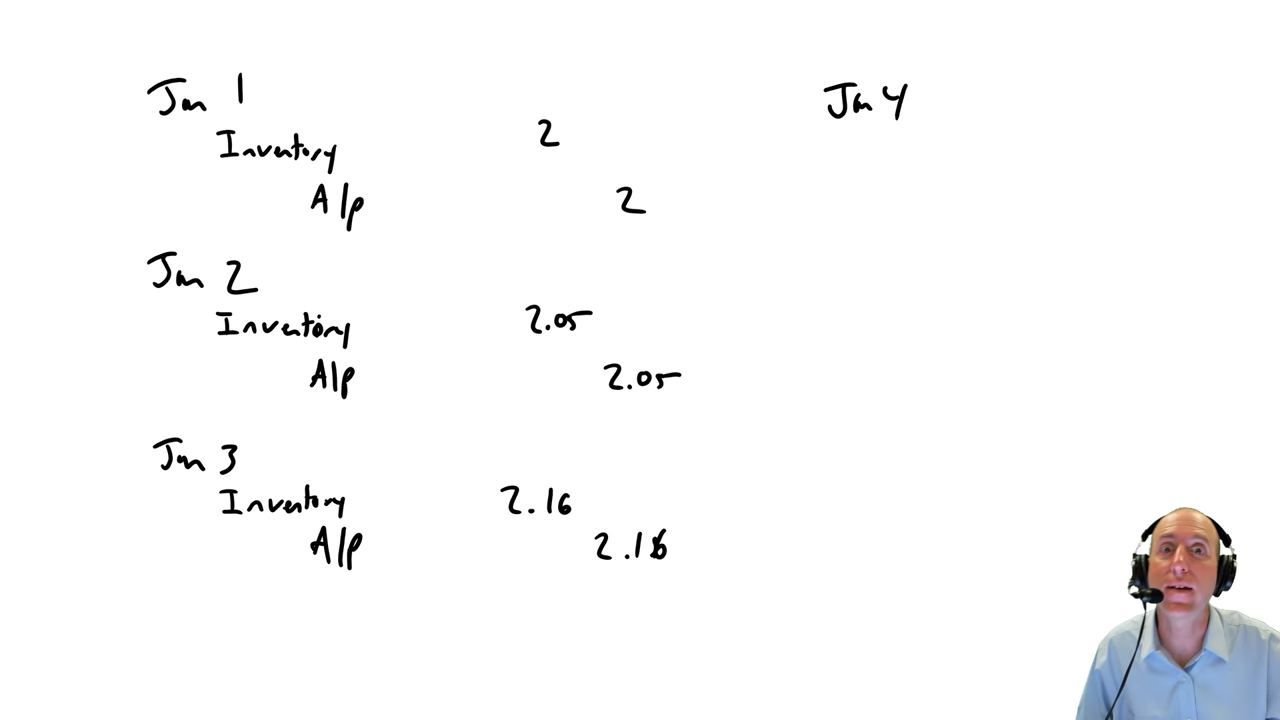 Jan 1
Inventory 2
A/P 2
Jan 2
Inventory 2.05
A/P 2.05
Jan 3
Inventory 2.16
A/P 2.16
Jan 4